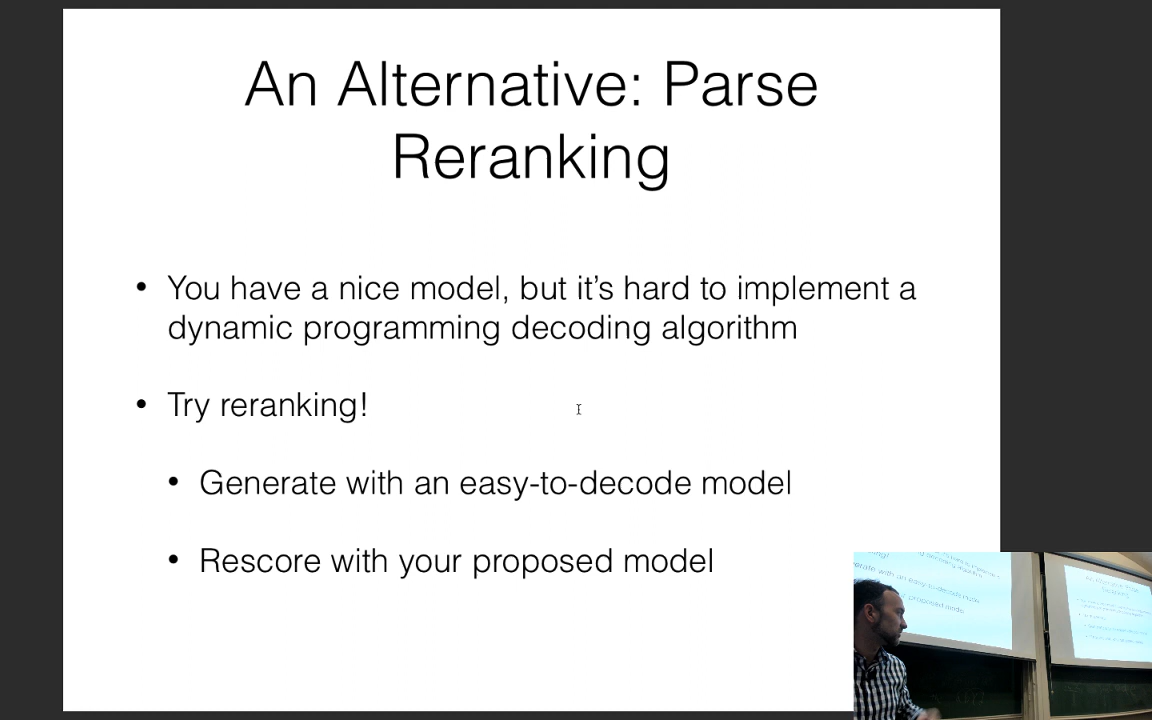 An Alternative: Parse
Reranking
• You have a nice model, but it’s hard to implement a
dynamic programming decoding algorithm
• Try reranking!
• Generate with an easy-to-decode model
• Rescore with your proposed model